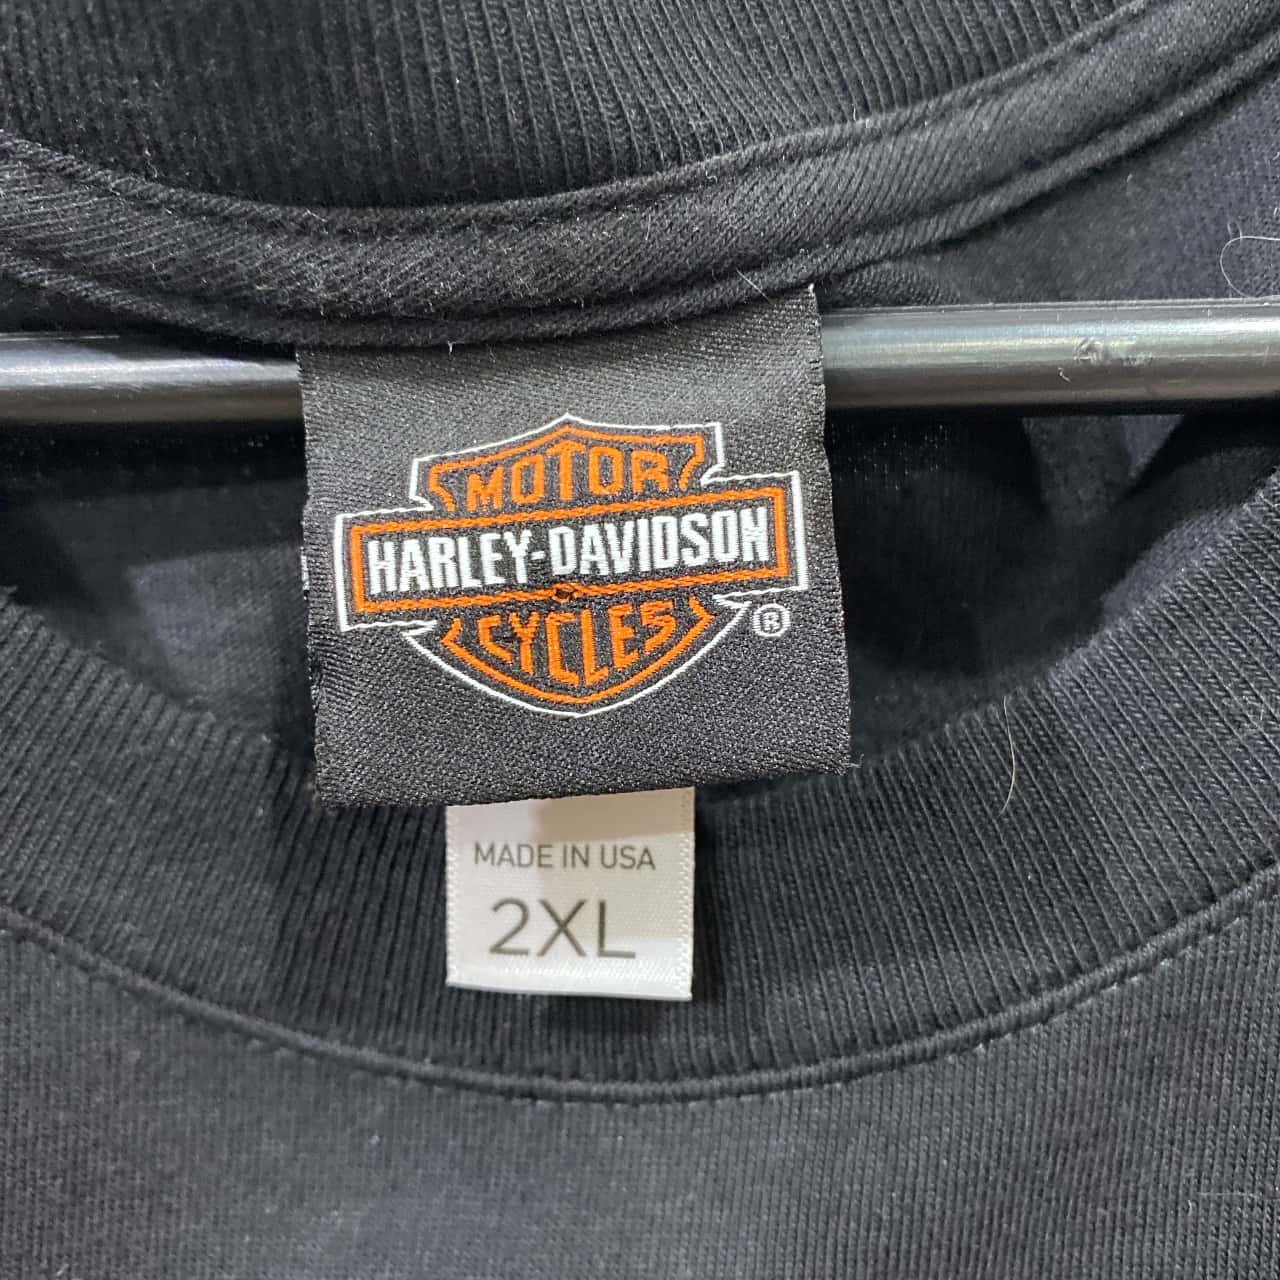 MOTOR
HARLEY-DAVIDSON
CYCLES ®
MADE IN USA
2XL